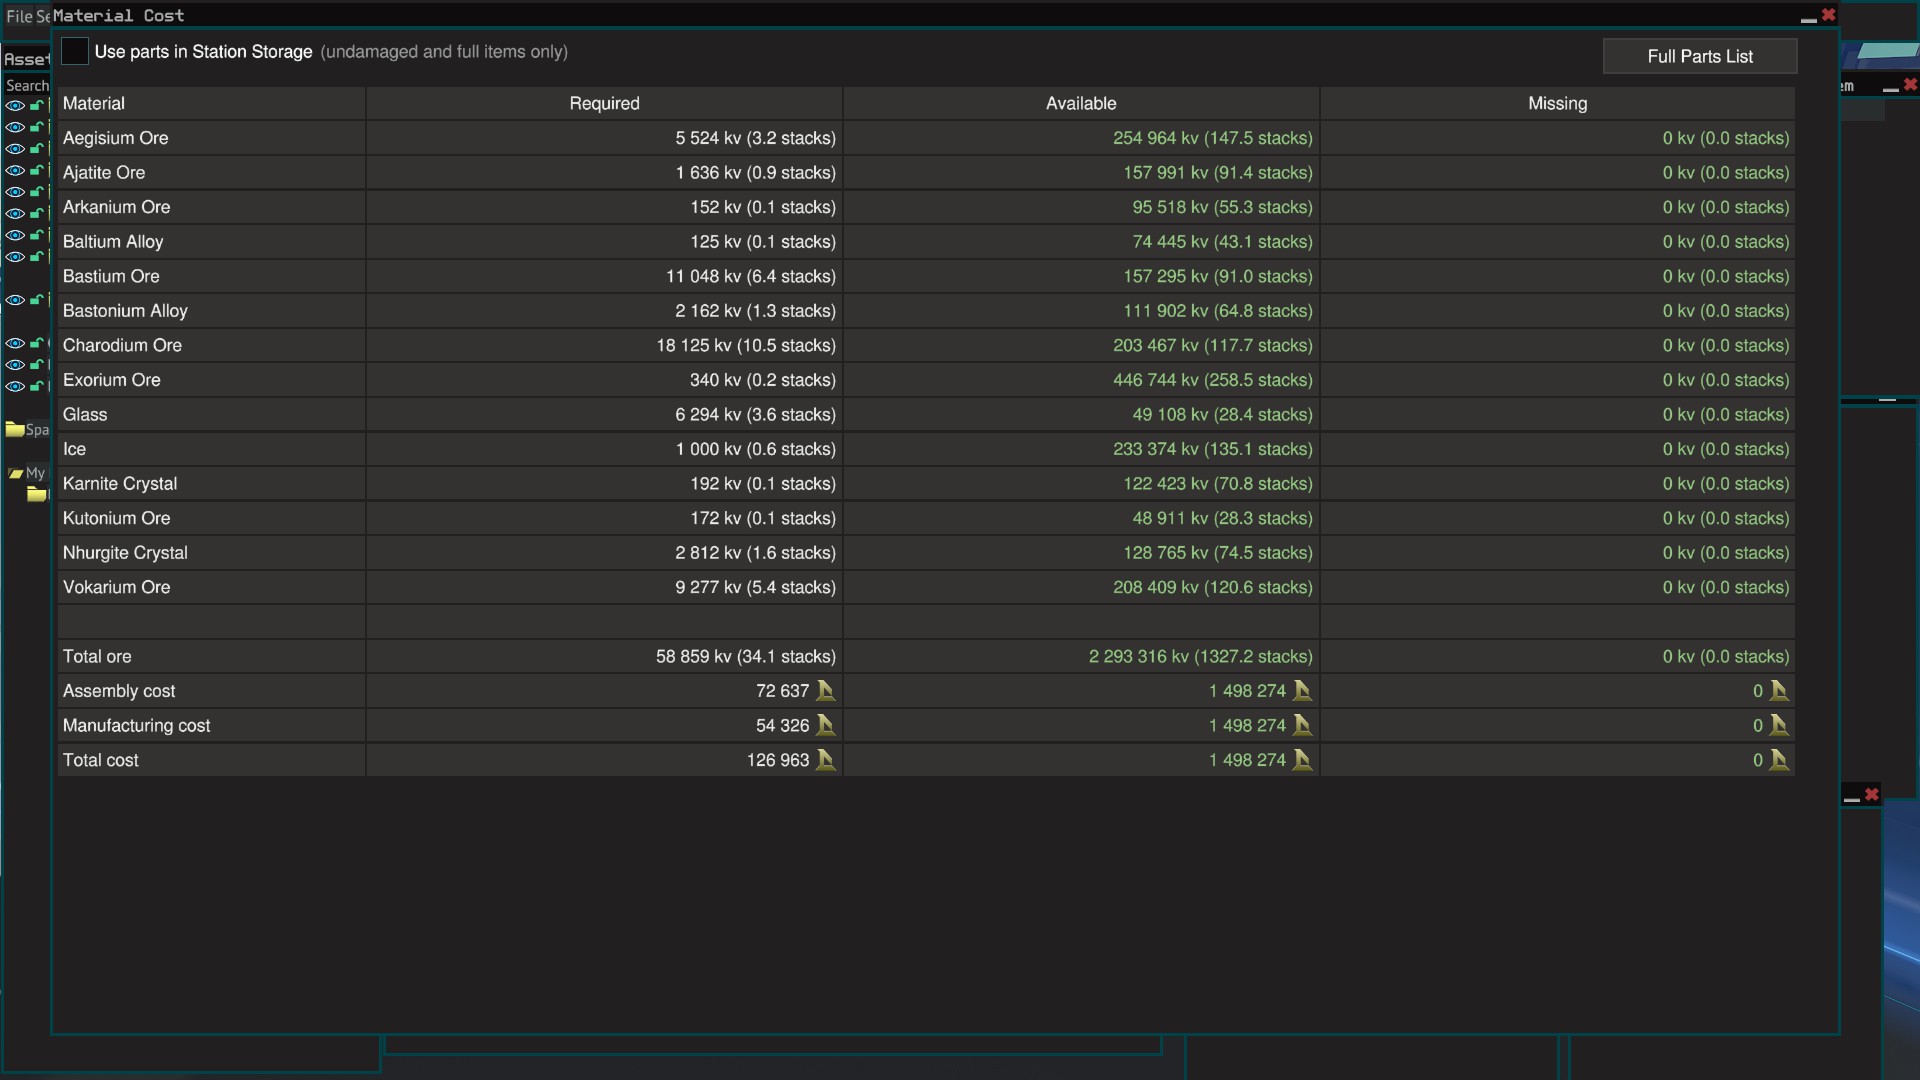 File Se Material Cost
Use parts in Station Storage (undamaged and full items only) Full Parts List
Asset
Search em
Material Required Available Missing
Aegisium Ore 5 524 kv (3.2 stacks) 254 964 kv (147.5 stacks) 0 kv (0.0 stacks)
Ajatite Ore 1 636 kv (0.9 stacks) 157 991 kv (91.4 stacks) 0 kv (0.0 stacks)
Arkanium Ore 152 kv (0.1 stacks) 95 518 kv (55.3 stacks) 0 kv (0.0 stacks)
Baltium Alloy 125 kv (0.1 stacks) 74 445 kv (43.1 stacks) 0 kv (0.0 stacks)
Bastium Ore 11 048 kv (6.4 stacks) 157 295 kv (91.0 stacks) 0 kv (0.0 stacks)
Bastonium Alloy 2 162 kv (1.3 stacks) 111 902 kv (64.8 stacks) 0 kv (0.0 stacks)
Charodium Ore 18 125 kv (10.5 stacks) 203 467 kv (117.7 stacks) 0 kv (0.0 stacks)
Exorium Ore 340 kv (0.2 stacks) 446 744 kv (258.5 stacks) 0 kv (0.0 stacks)
Glass 6 294 kv (3.6 stacks) 49 108 kv (28.4 stacks) 0 kv (0.0 stacks)
Spa
Ice 1 000 kv (0.6 stacks) 233 374 kv (135.1 stacks) 0 kv (0.0 stacks)
My
Karnite Crystal 192 kv (0.1 stacks) 122 423 kv (70.8 stacks) 0 kv (0.0 stacks)
Kutonium Ore 172 kv (0.1 stacks) 48 911 kv (28.3 stacks) 0 kv (0.0 stacks)
Nhurgite Crystal 2 812 kv (1.6 stacks) 128 765 kv (74.5 stacks) 0 kv (0.0 stacks)
Vokarium Ore 9 277 kv (5.4 stacks) 208 409 kv (120.6 stacks) 0 kv (0.0 stacks)
Total ore 58 859 kv (34.1 stacks) 2 293 316 kv (1327.2 stacks) 0 kv (0.0 stacks)
Assembly cost 72 637 1 498 274 0
Manufacturing cost 54 326 1 498 274 0
Total cost 126 963 1 498 274 0